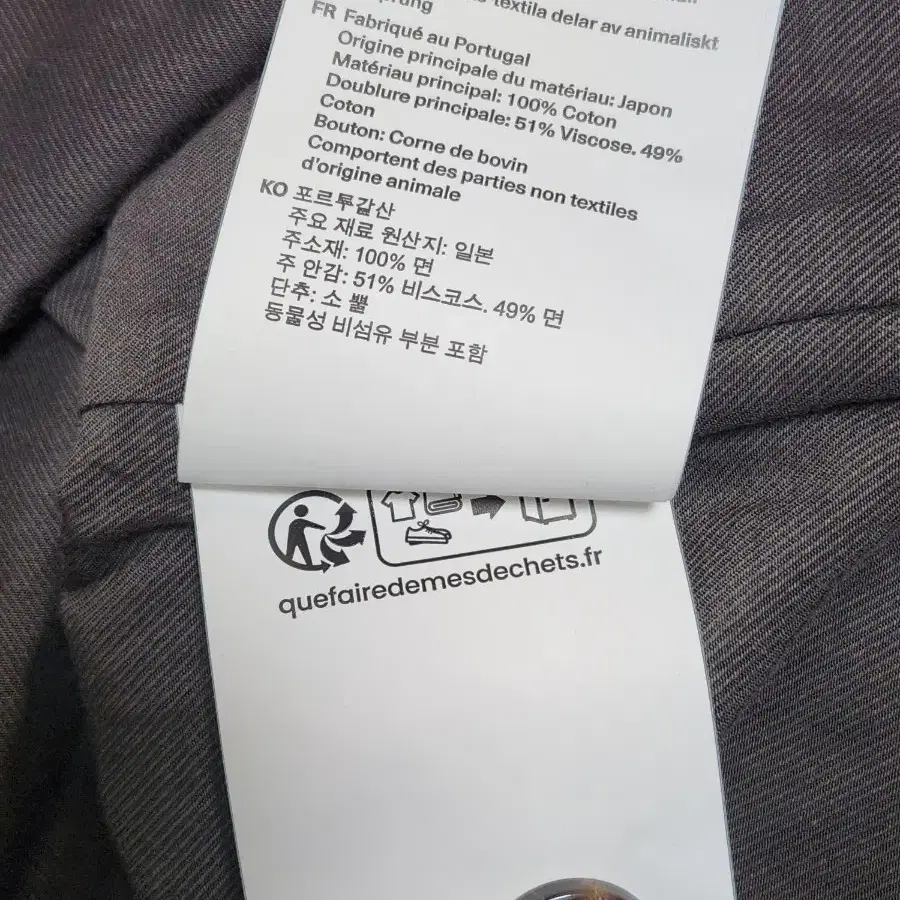 textila delar av animaliskt
FR Fabriqué au Portugal
Origine principale du matériau: Japon
Matériau principal: 100% Coton
Doublure principale: 51% Viscose. 49%
Coton
Bouton: Corne de bovin
Comportent des parties non textiles
d'origine animale
KO 포르투갈산
주요 재료 원산지: 일본
주소재: 100% 면
주 안감: 51% 비스코스. 49% 면
단추: 소 뿔
동물성 비섬유 부분 포함
quefairedemesdechets.fr